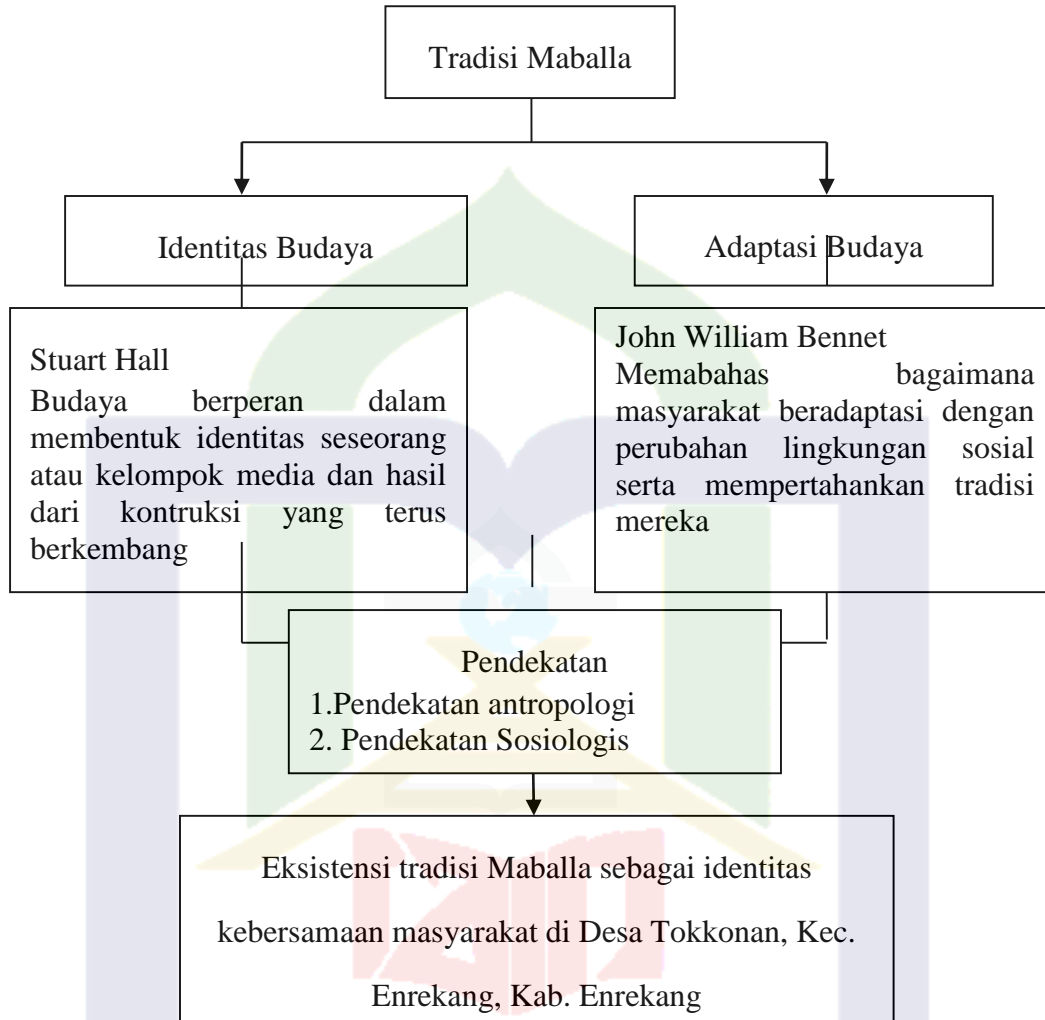 Tradisi Maballa
Identitas Budaya
Adaptasi Budaya
Stuart Hall
Budaya berperan dalam
membentuk identitas seseorang
atau kelompok media dan hasil
dari kontruksi yang terus
berkembang
John William Bennet
Memabahas bagaimana
masyarakat beradaptasi dengan
perubahan lingkungan sosial
serta mempertahankan tradisi
mereka
Pendekatan
1.Pendekatan antropologi
2. Pendekatan Sosiologis
Eksistensi tradisi Maballa sebagai identitas
kebersamaan masyarakat di Desa Tokkonan, Kec.
Enrekang, Kab. Enrekang